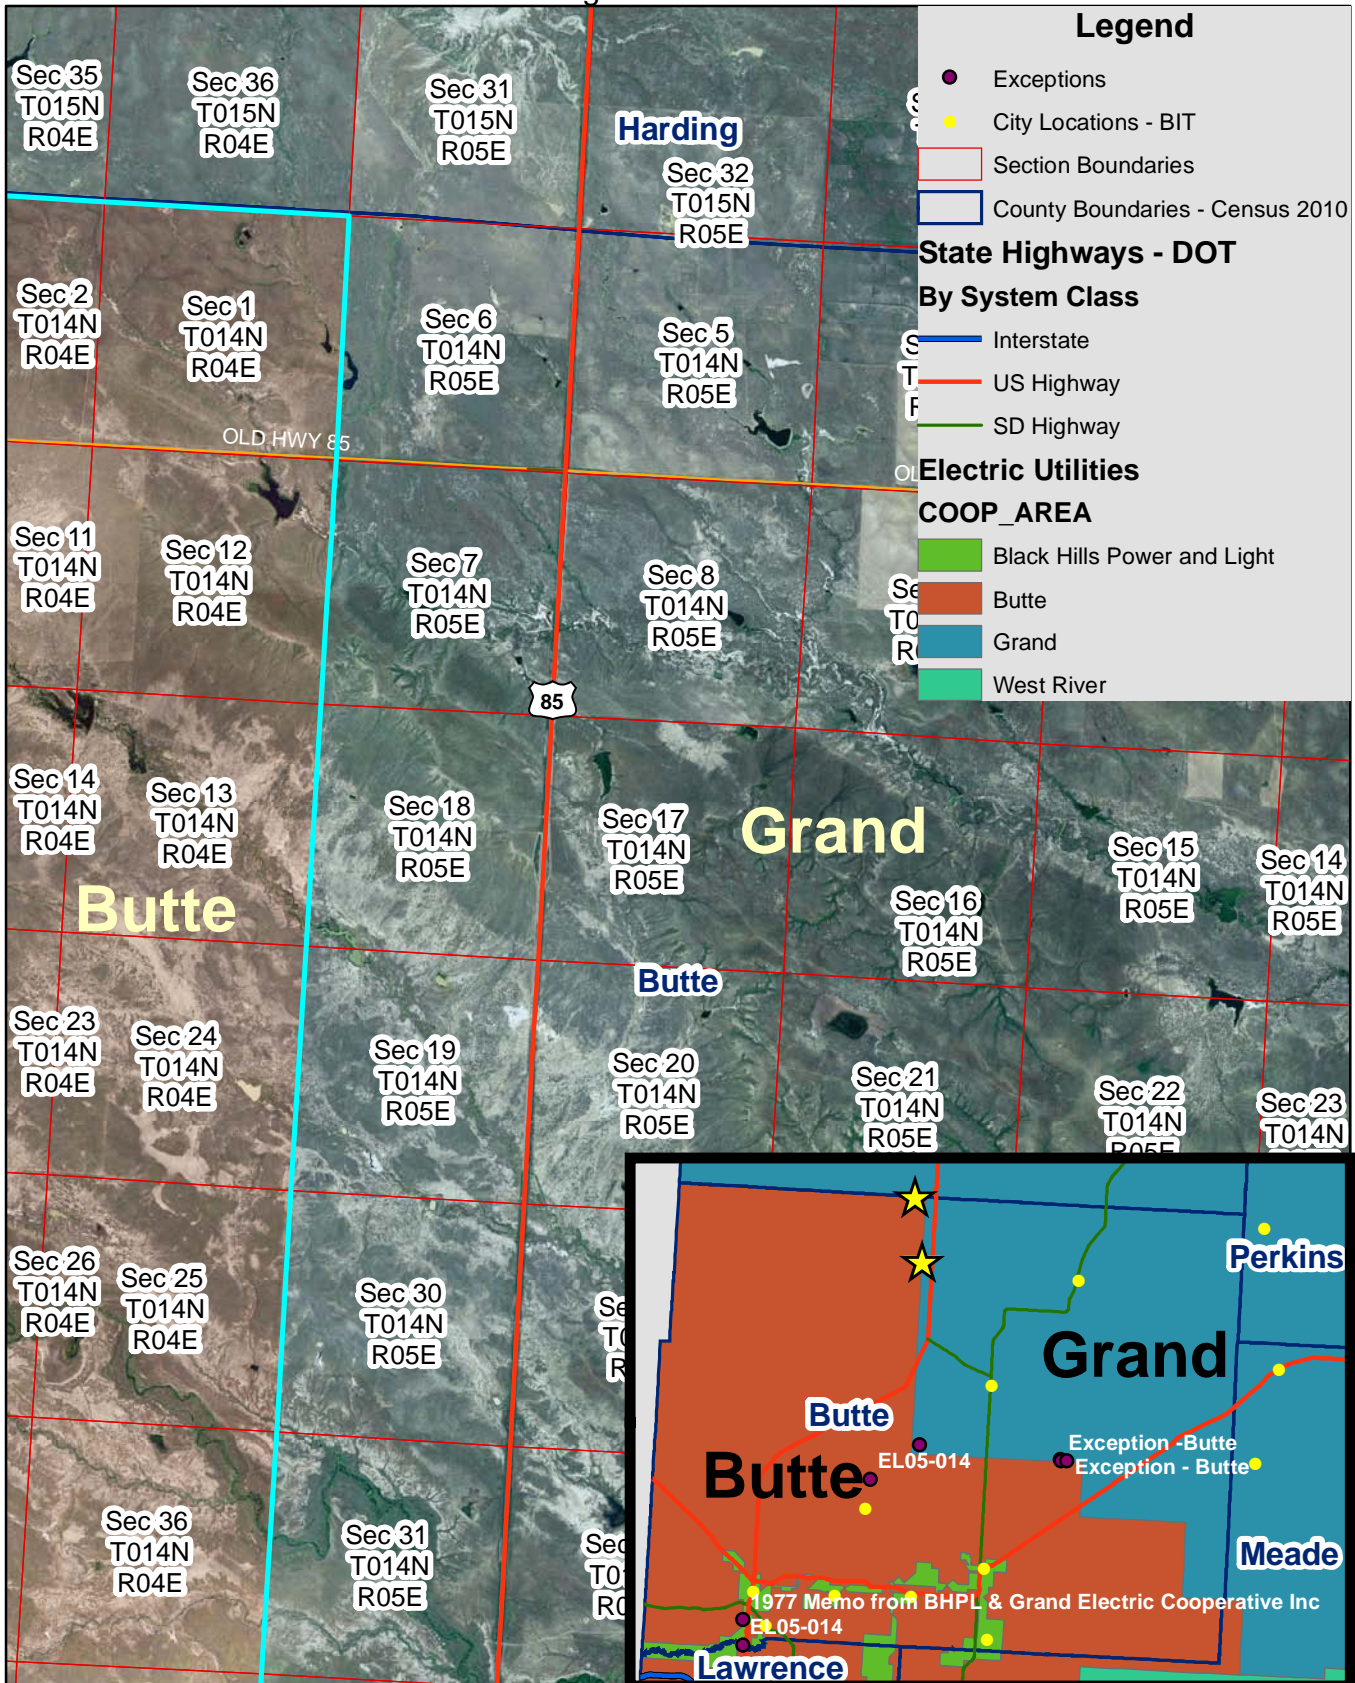 Legend
Exceptions
City Locations - BIT
Section Boundaries
County Boundaries - Census 2010
State Highways - DOT
By System Class
Interstate
US Highway
SD Highway
Electric Utilities
COOP_AREA
Black Hills Power and Light
Butte
Grand
West River
Sec 35
T015N
R04E
Sec 36
T015N
R04E
Sec 31
T015N
R05E
Harding
Sec 32
T015N
R05E
Sec 2
T014N
R04E
Sec 1
T014N
R04E
Sec 6
T014N
R05E
Sec 5
T014N
R05E
OLD HWY 85
Sec 11
T014N
R04E
Sec 12
T014N
R04E
Sec 7
T014N
R05E
Sec 8
T014N
R05E
85
Sec 14
T014N
R04E
Sec 13
T014N
R04E
Sec 18
T014N
R05E
Sec 17
T014N
R05E
Grand
Sec 16
T014N
R05E
Sec 15
T014N
R05E
Sec 14
T014N
R05E
Butte
Butte
Sec 23
T014N
R04E
Sec 24
T014N
R04E
Sec 19
T014N
R05E
Sec 20
T014N
R05E
Sec 21
T014N
R05E
Sec 22
T014N
R05E
Sec 23
T014N
Sec 26
T014N
R04E
Sec 25
T014N
R04E
Sec 30
T014N
R05E
Sec 36
T014N
R04E
Sec 31
T014N
R05E
Perkins
Grand
Butte
Butte
EL05-014
Exception -Butte
Exception - Butte
Meade
1977 Memo from BHPL & Grand Electric Cooperative Inc
EL05-014
Lawrence